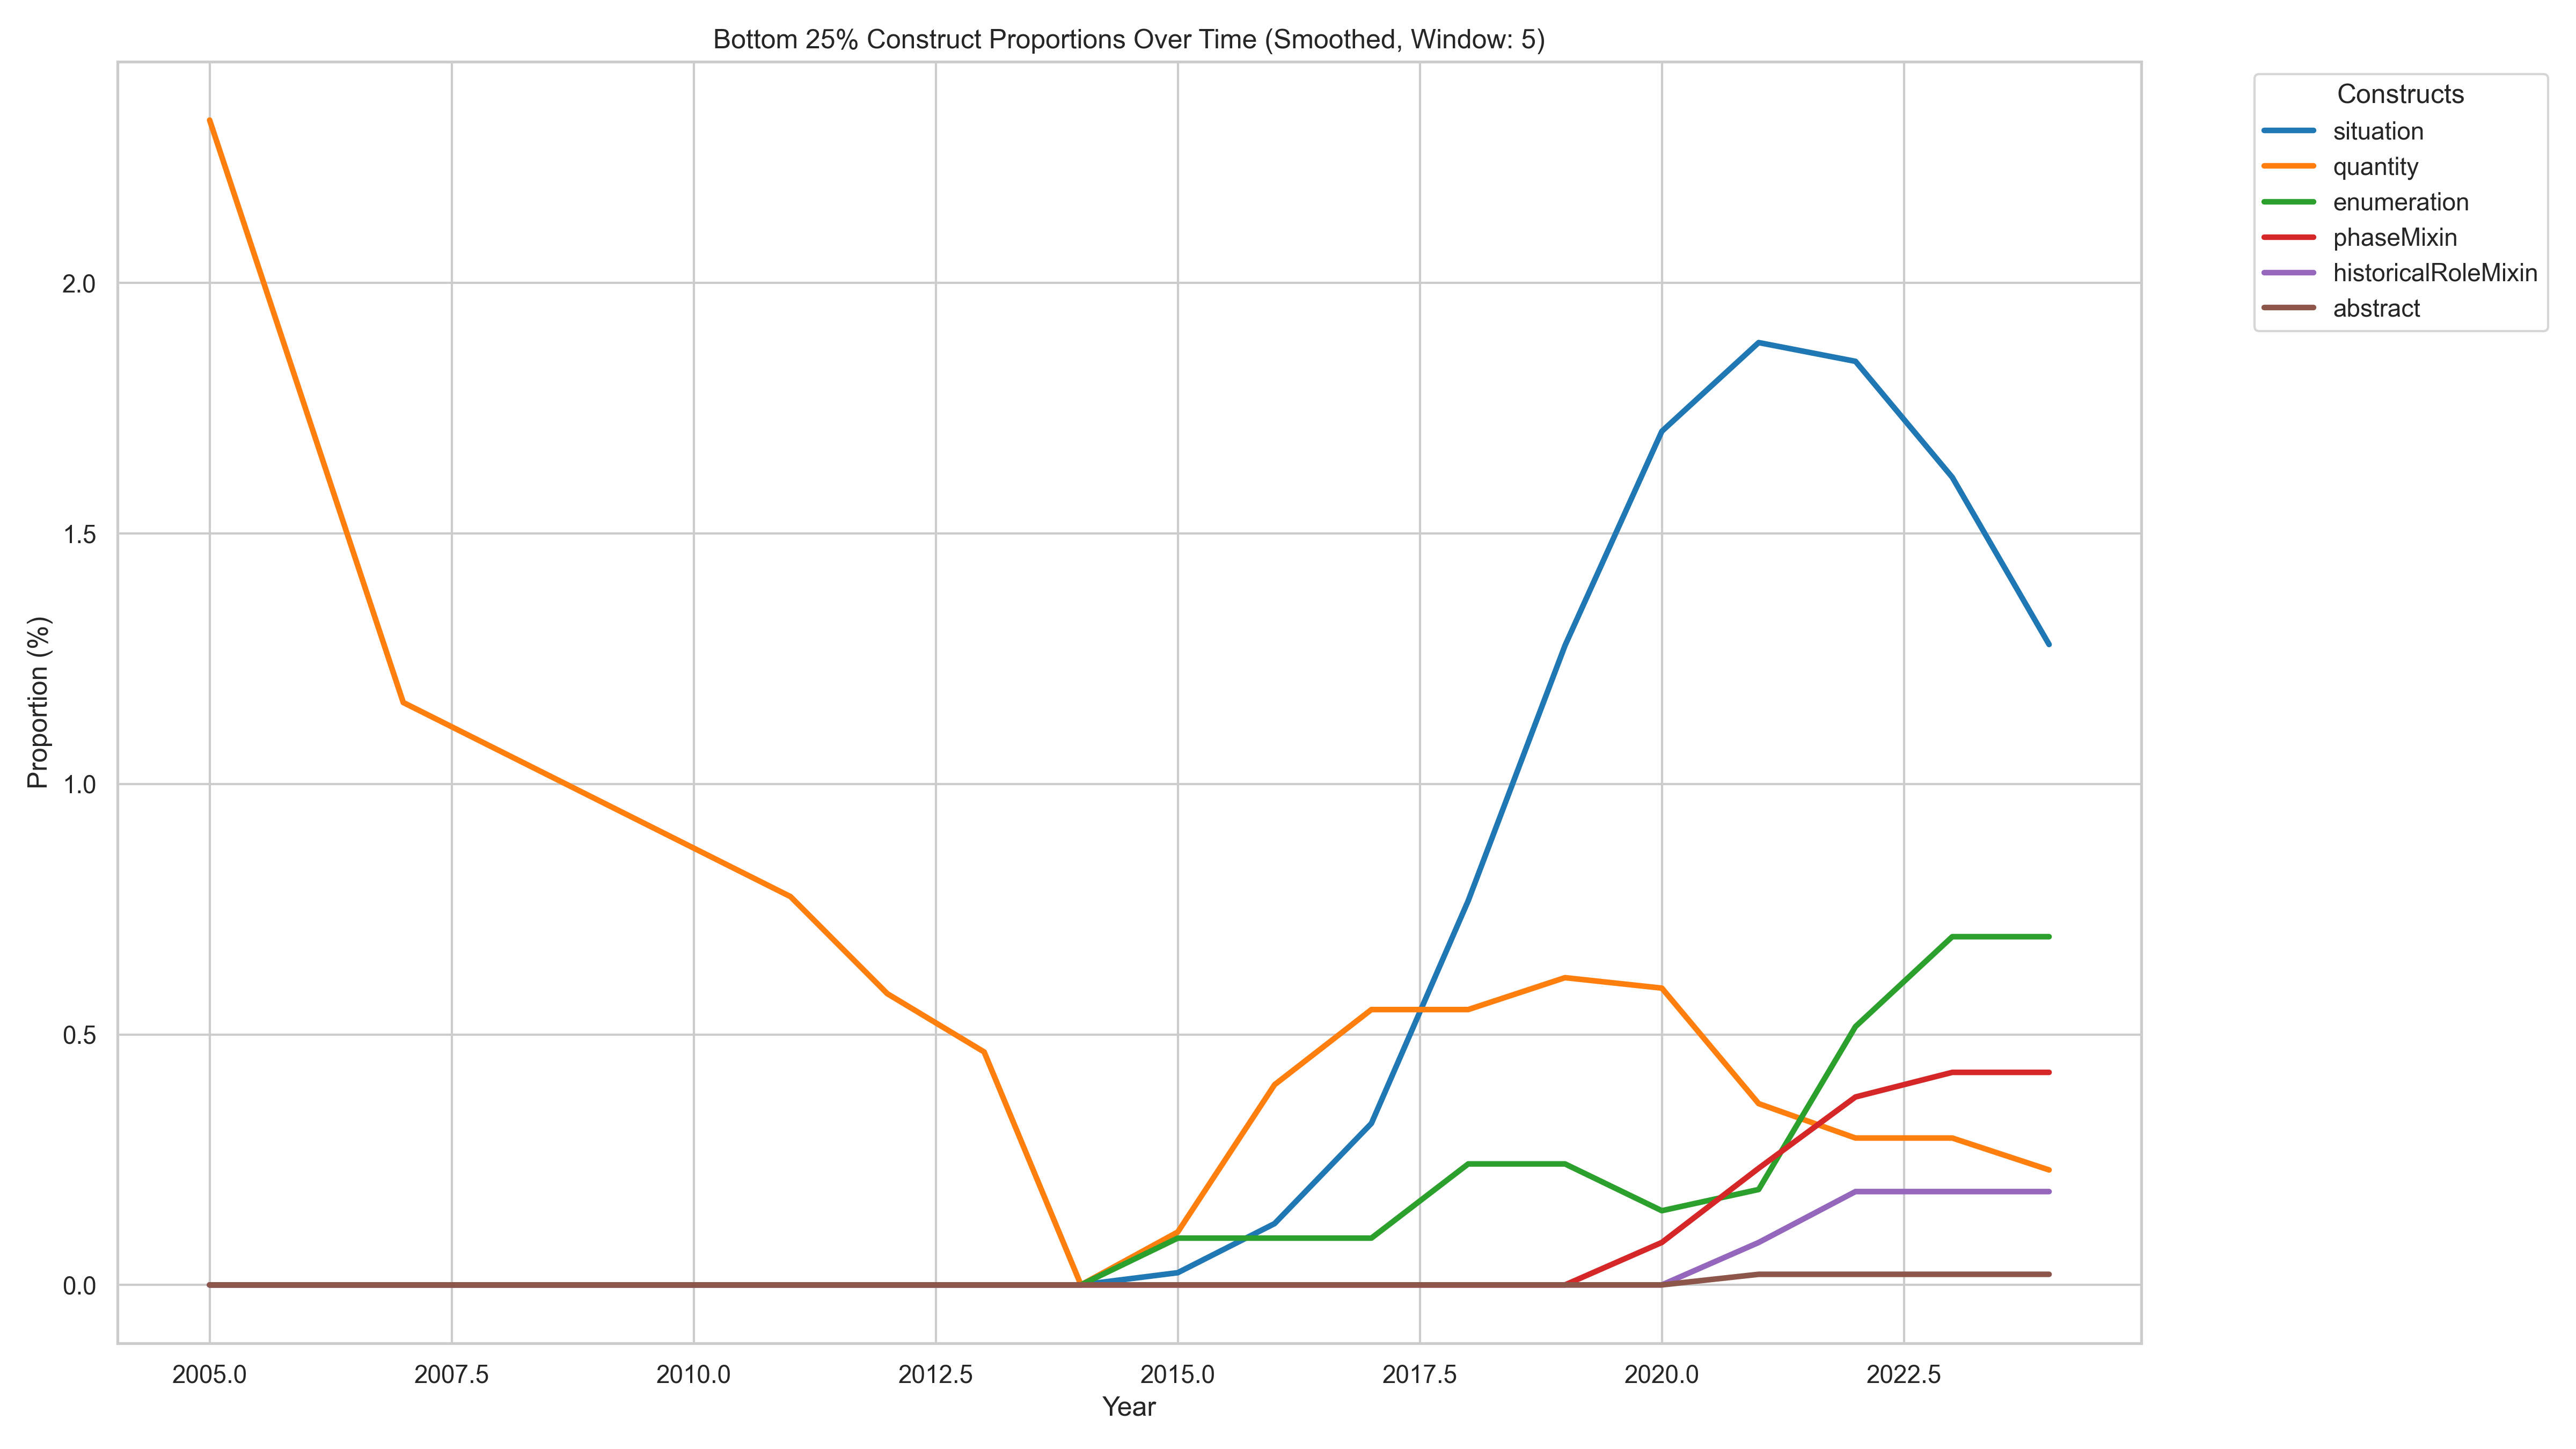 Bottom 25% Construct Proportions Over Time (Smoothed, Window: 5)
Constructs
situation
quantity
enumeration
phaseMixin
historicalRoleMixin
abstract
Proportion (%)
2.0
1.5
1.0
0.5
0.0
2005.0 2007.5 2010.0 2012.5 2015.0 2017.5 2020.0 2022.5
Year